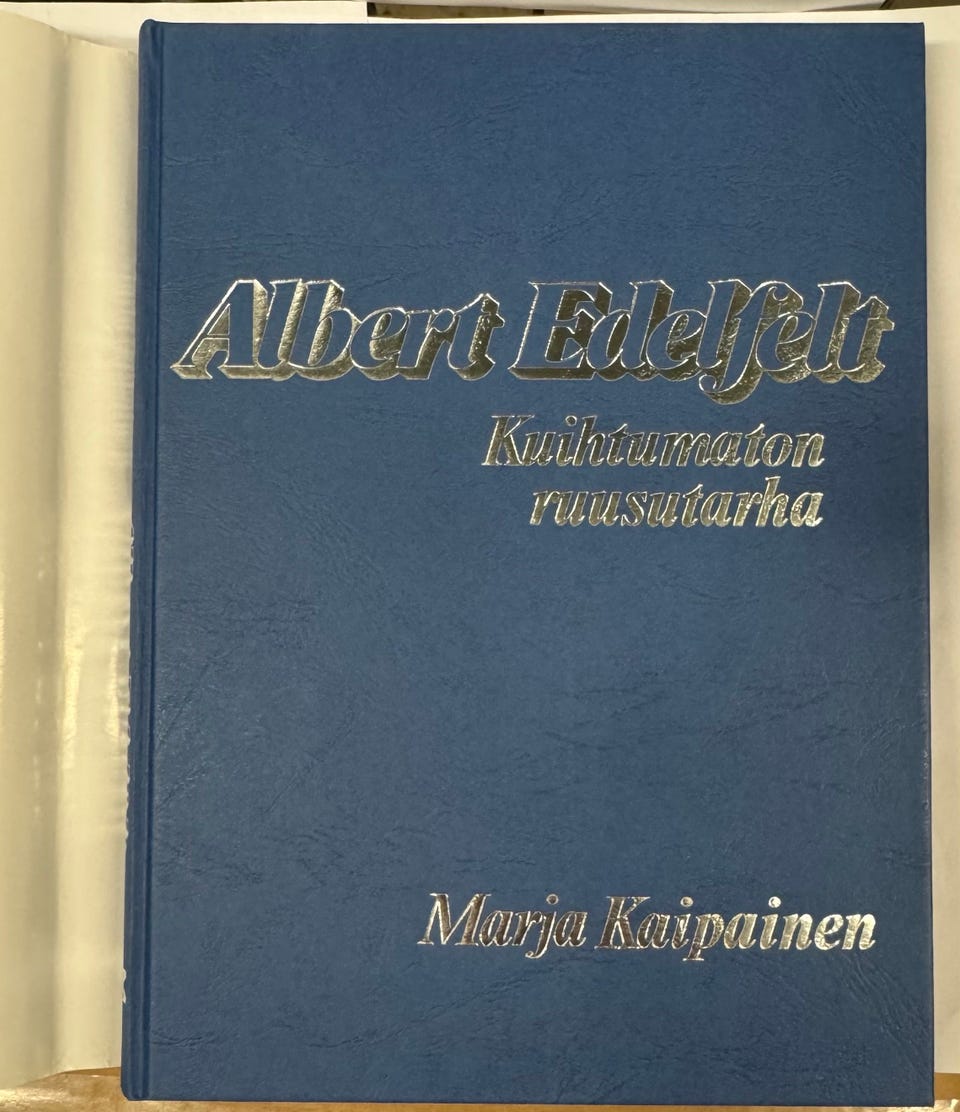 Albert Edelfelt
Kuihtumaton
ruusutarha
Marja Kaipainen